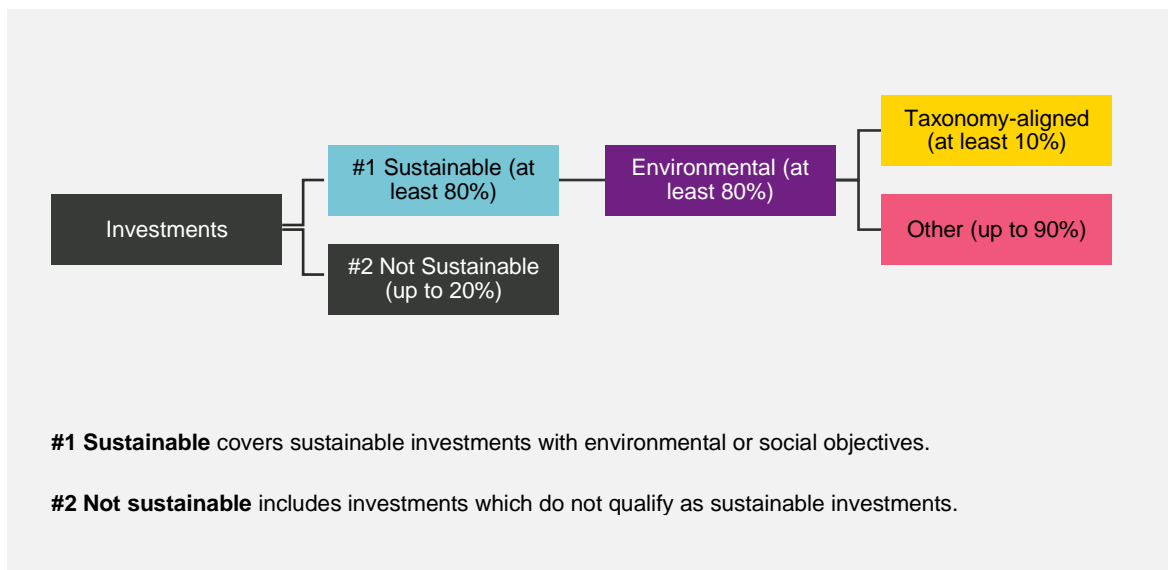 Taxonomy-aligned
(at least 10%)
#1 Sustainable (at
least 80%)
Environmental (at
least 80%)
Investments
Other (up to 90%)
#2 Not Sustainable
(up to 20%)
#1 Sustainable covers sustainable investments with environmental or social objectives.
#2 Not sustainable includes investments which do not qualify as sustainable investments.